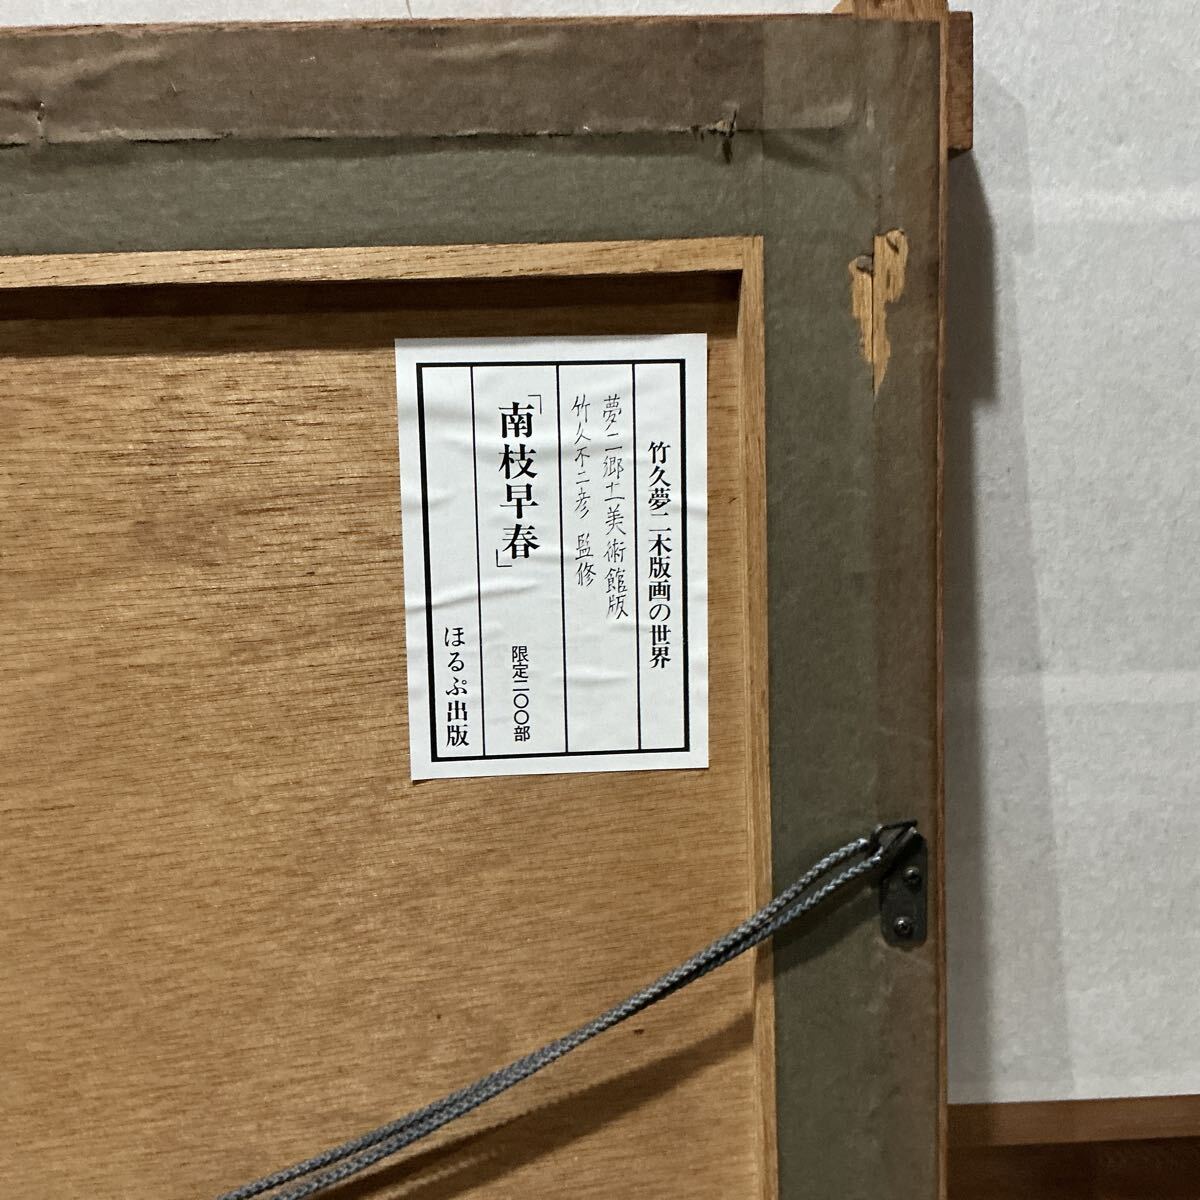 竹久夢二木版画の世界
夢二郷土美術館版
竹久不二彦 監修
「南枝早春」
限定二〇〇部
ほるぷ出版